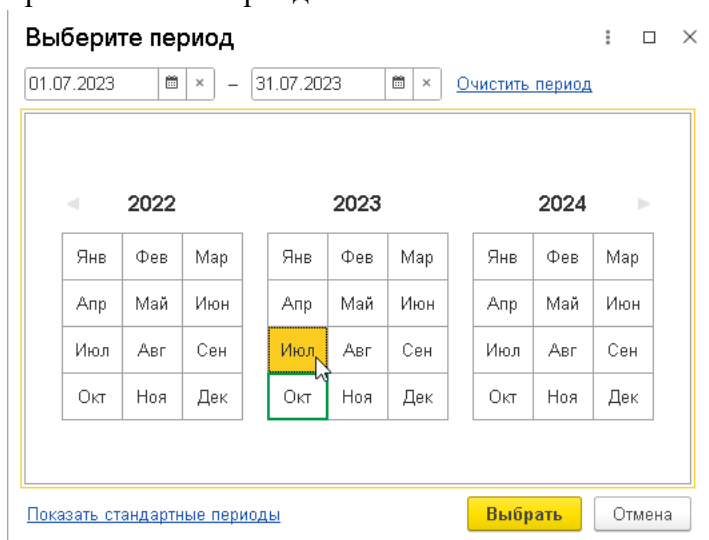 Выберите период
01.07.2023 – 31.07.2023 Очистить период
2022 2023 2024
Янв Фев Мар Янв Фев Мар Янв Фев Мар
Апр Май Июн Апр Май Июн Апр Май Июн
Июл Авг Сен Июл Авг Сен Июл Авг Сен
Окт Ноя Дек Окт Ноя Дек Окт Ноя Дек
Показать стандартные периоды Выбрать Отмена